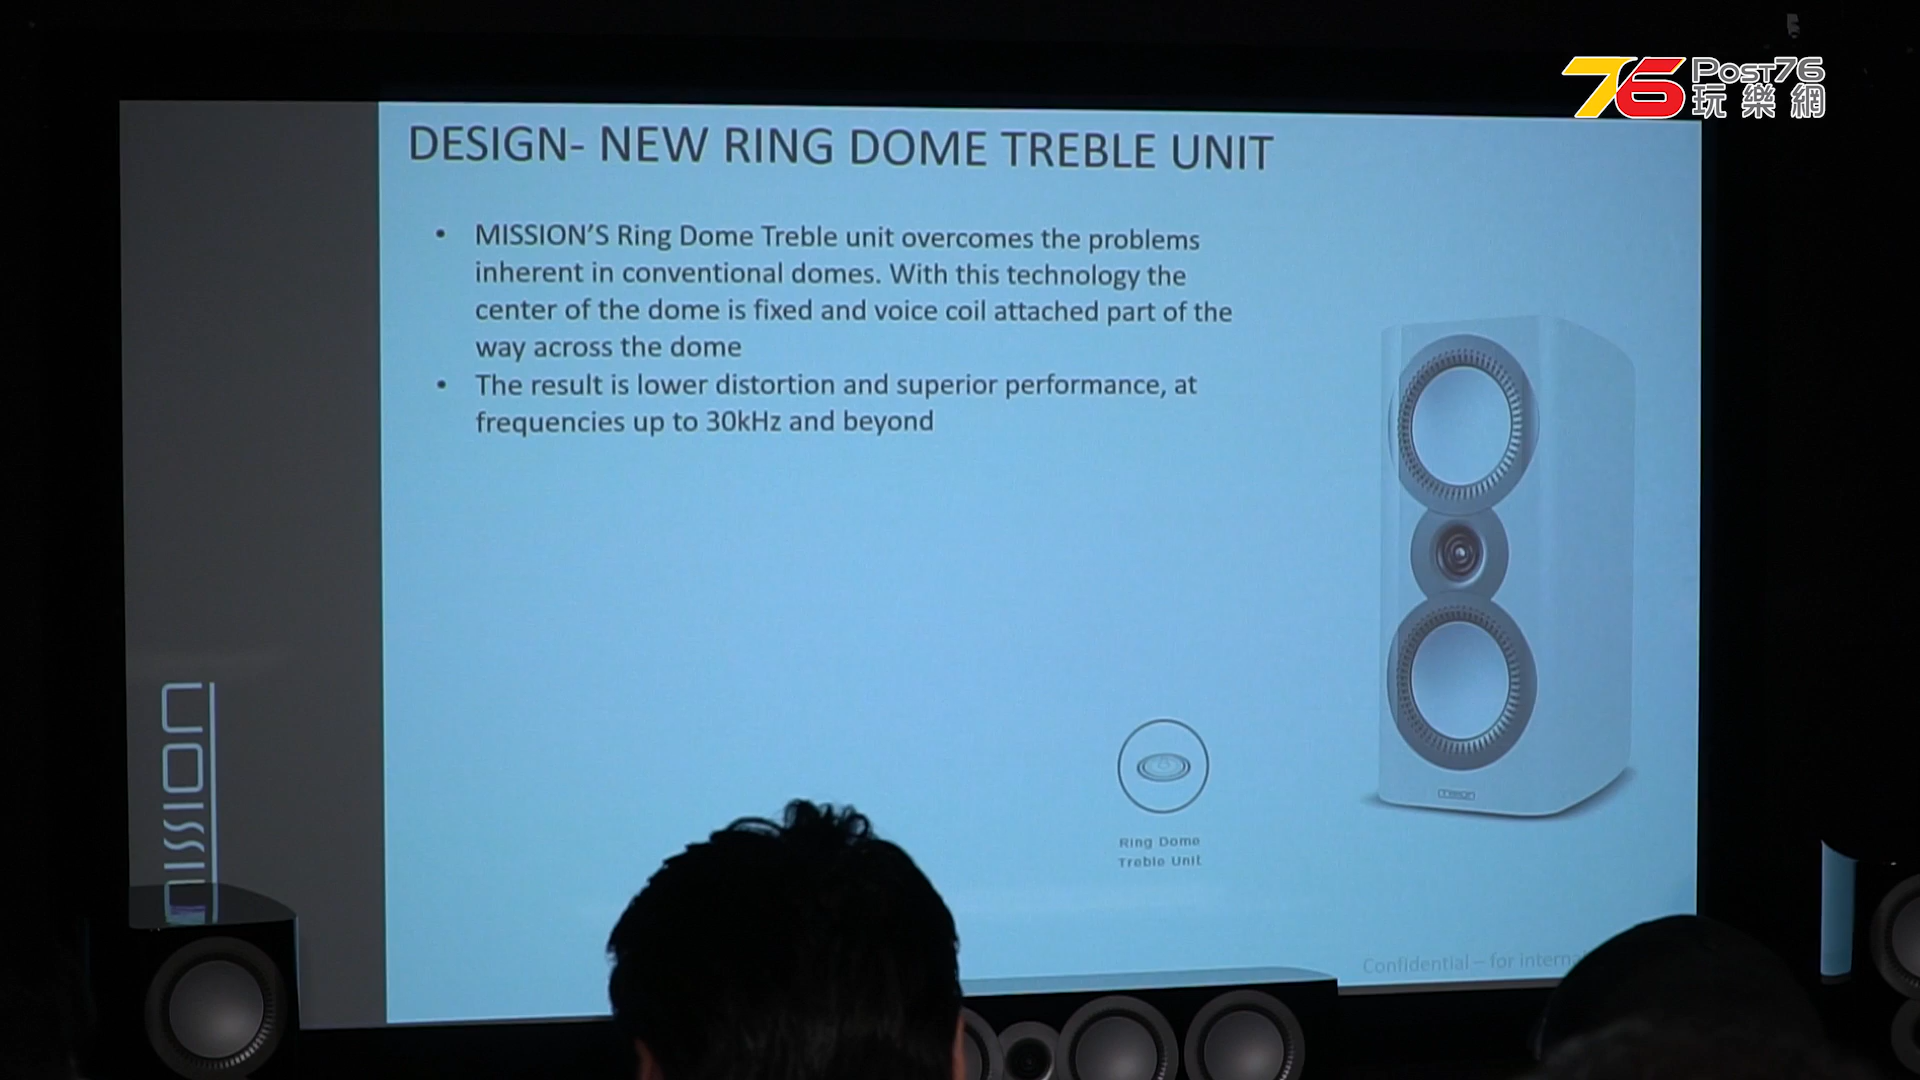 76 Post76
玩樂網
DESIGN- NEW RING DOME TREBLE UNIT
• MISSION'S Ring Dome Treble unit overcomes the problems
inherent in conventional domes. With this technology the
center of the dome is fixed and voice coil attached part of the
way across the dome
• The result is lower distortion and superior performance, at
frequencies up to 30kHz and beyond
MISSION
MISSION
Ring Dome
Treble Unit
Confidential – for